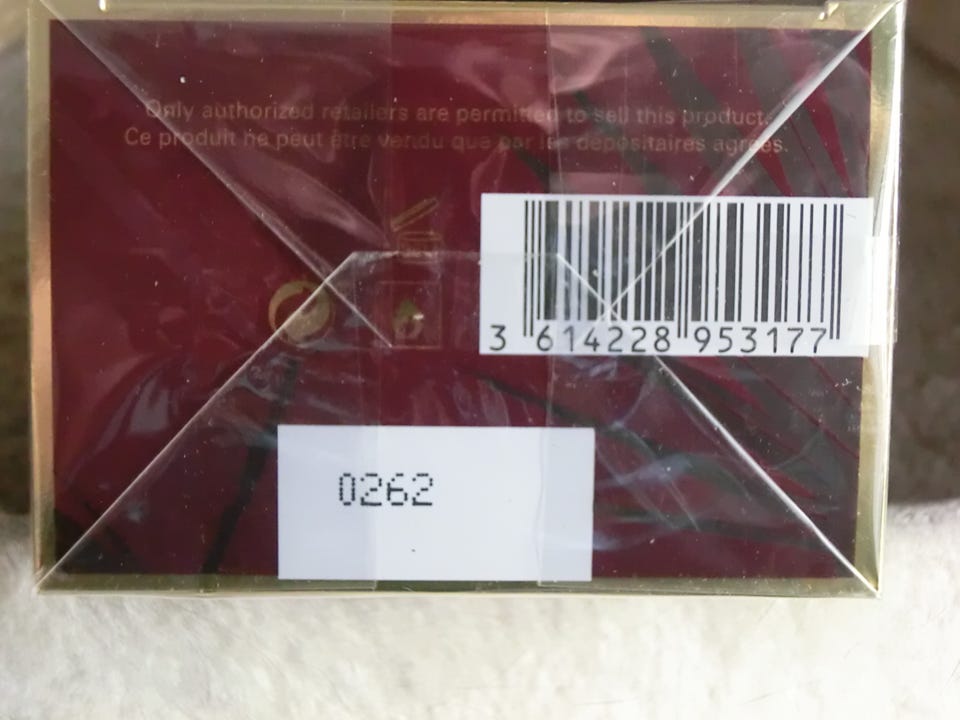 Only authorized retailers are permitted to sell this product.
Ce produit ne peut être vendu que par les dépositaires agréés.
3 614228 953177
0262